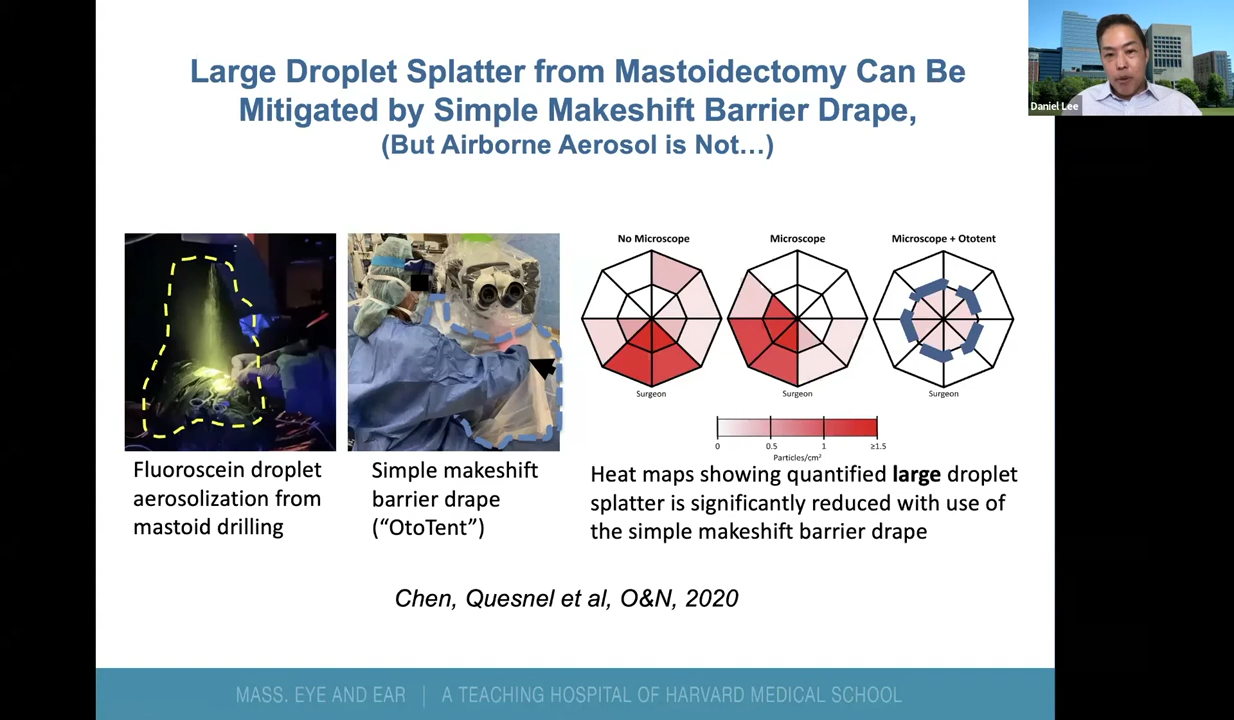 Large Droplet Splatter from Mastoidectomy Can Be
Mitigated by Simple Makeshift Barrier Drape,
(But Airborne Aerosol is Not…)
Daniel Lee
No Microscope
Microscope
Microscope + Ototent
Surgeon
Surgeon
Surgeon
0
0.5
1
≥1.5
Particles/cm²
Fluoroscein droplet
aerosolization from
mastoid drilling
Simple makeshift
barrier drape
(“OtoTent”)
Heat maps showing quantified large droplet
splatter is significantly reduced with use of
the simple makeshift barrier drape
Chen, Quesnel et al, O&N, 2020
MASS. EYE AND EAR | A TEACHING HOSPITAL OF HARVARD MEDICAL SCHOOL